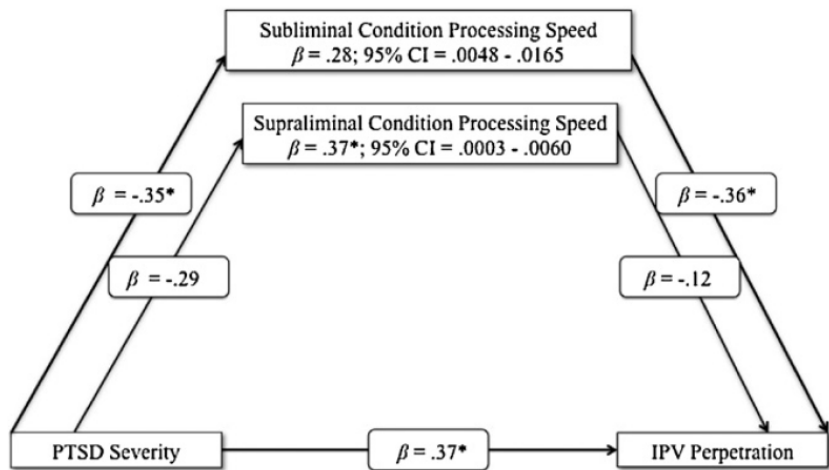 Subliminal Condition Processing Speed
β = .28; 95% CI = .0048 - .0165
Supraliminal Condition Processing Speed
β = .37*; 95% CI = .0003 - .0060
β = -.35*
β = -.36*
β = -.29
β = -.12
PTSD Severity
β = .37*
IPV Perpetration